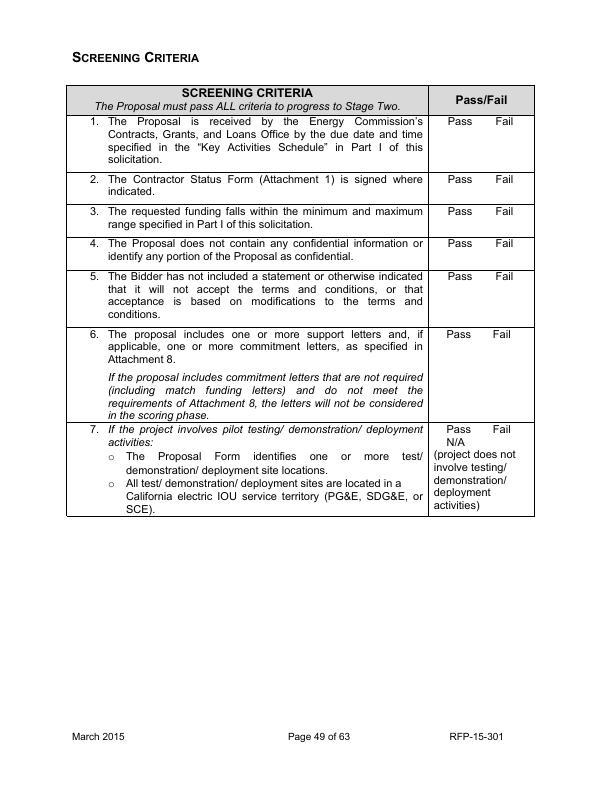 SCREENING CRITERIA
SCREENING CRITERIA
The Proposal must pass ALL criteria to progress to Stage Two.
Pass/Fail
1. The Proposal is received by the Energy Commission's
Contracts, Grants, and Loans Office by the due date and time
specified in the “Key Activities Schedule” in Part I of this
solicitation.
Pass Fail
2. The Contractor Status Form (Attachment 1) is signed where
indicated.
Pass Fail
3. The requested funding falls within the minimum and maximum
range specified in Part I of this solicitation.
Pass Fail
4. The Proposal does not contain any confidential information or
identify any portion of the Proposal as confidential.
Pass Fail
5. The Bidder has not included a statement or otherwise indicated
that it will not accept the terms and conditions, or that
acceptance is based on modifications to the terms and
conditions.
Pass Fail
6. The proposal includes one or more support letters and, if
applicable, one or more commitment letters, as specified in
Attachment 8.
If the proposal includes commitment letters that are not required
(including match funding letters) and do not meet the
requirements of Attachment 8, the letters will not be considered
in the scoring phase.
Pass Fail
7. If the project involves pilot testing/ demonstration/ deployment
activities:
o The Proposal Form identifies one or more test/
demonstration/ deployment site locations.
o All test/ demonstration/ deployment sites are located in a
California electric IOU service territory (PG&E, SDG&E, or
SCE).
Pass Fail
N/A
(project does not
involve testing/
demonstration/
deployment
activities)
March 2015 Page 49 of 63 RFP-15-301